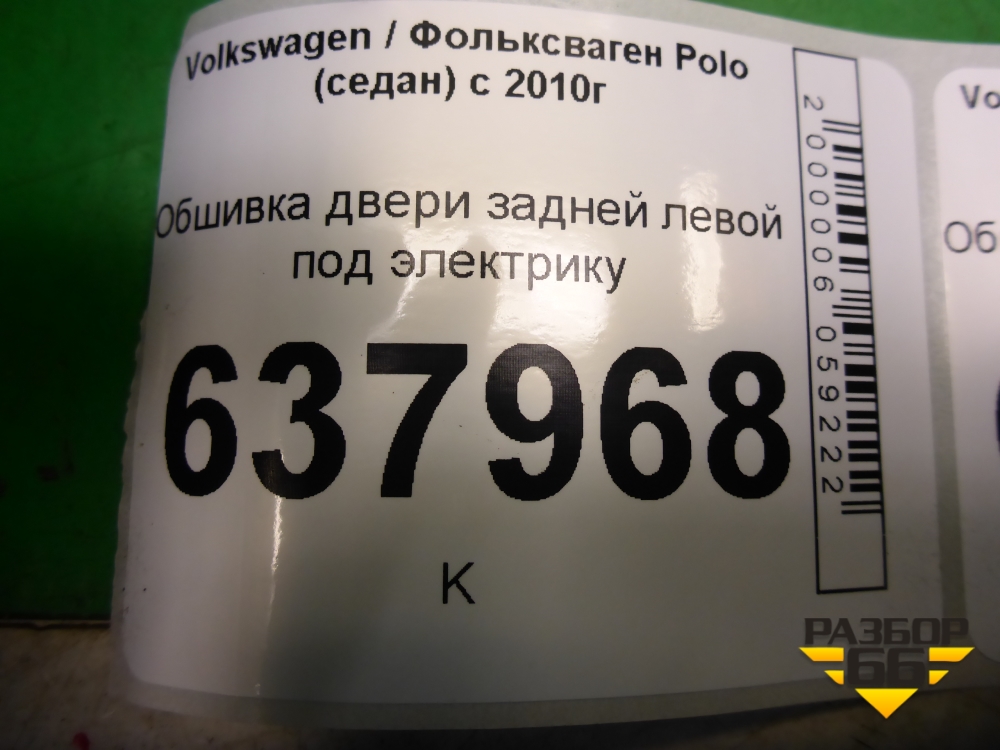 Volkswagen / Фольксваген Polo
(седан) с 2010г
Обшивка двери задней левой
под электрику
637968
К
2000006059222
Vo
Об
РАЗБОР
66